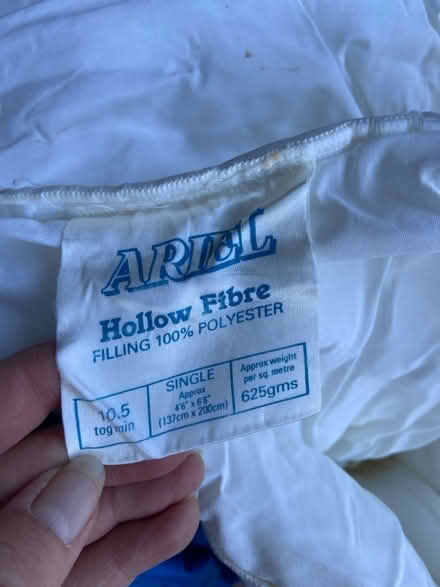 ARIEL
Hollow Fibre
FILLING 100% POLYESTER
10.5
tog min
SINGLE
Approx
4'6" x 6'6"
(137cm x 200cm)
Approx weight
per sq. metre
625gms